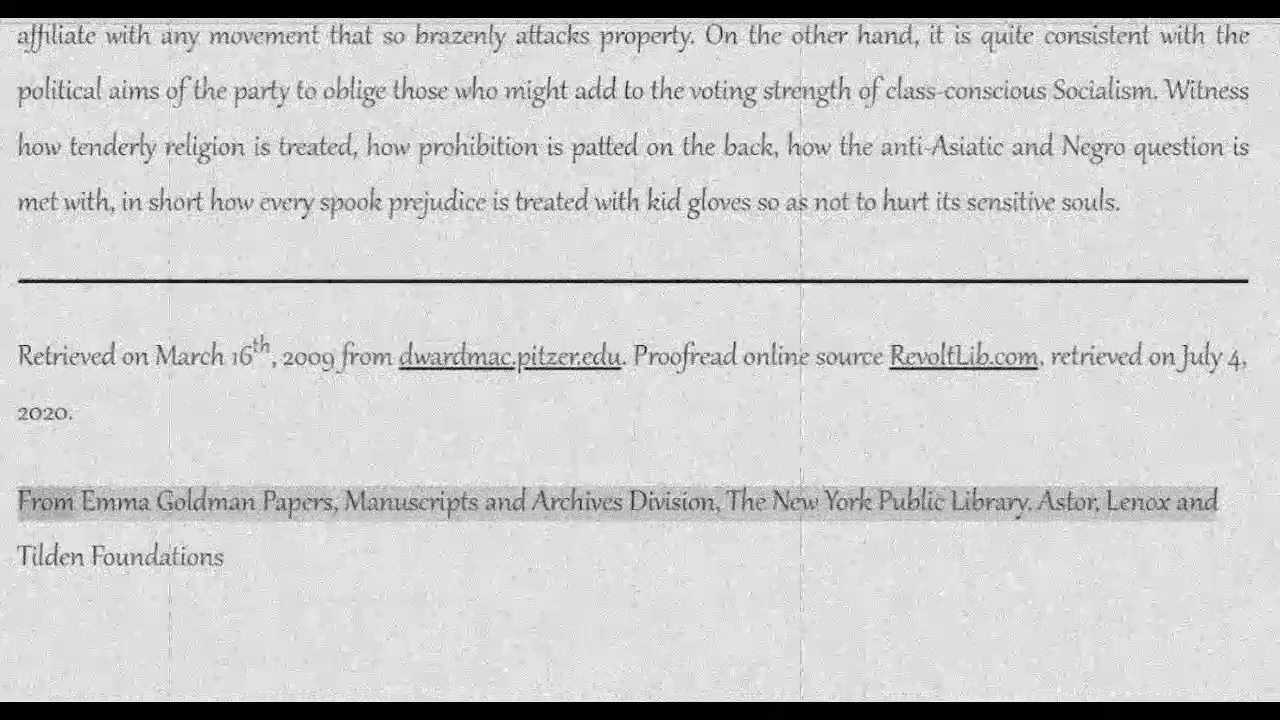 affiliate with any movement that so brazenly attacks property. On the other hand, it is quite consistent with the
political aims of the party to oblige those who might add to the voting strength of class-conscious Socialism. Witness
how tenderly religion is treated, how prohibition is patted on the back, how the anti-Asiatic and Negro question is
met with, in short how every spook prejudice is treated with kid gloves so as not to hurt its sensitive souls.
Retrieved on March 16th, 2009 from dwardmac.pitzer.edu. Proofread online source RevoltLib.com, retrieved on July 4,
2020.
From Emma Goldman Papers, Manuscripts and Archives Division, The New York Public Library. Astor, Lenox and
Tilden Foundations